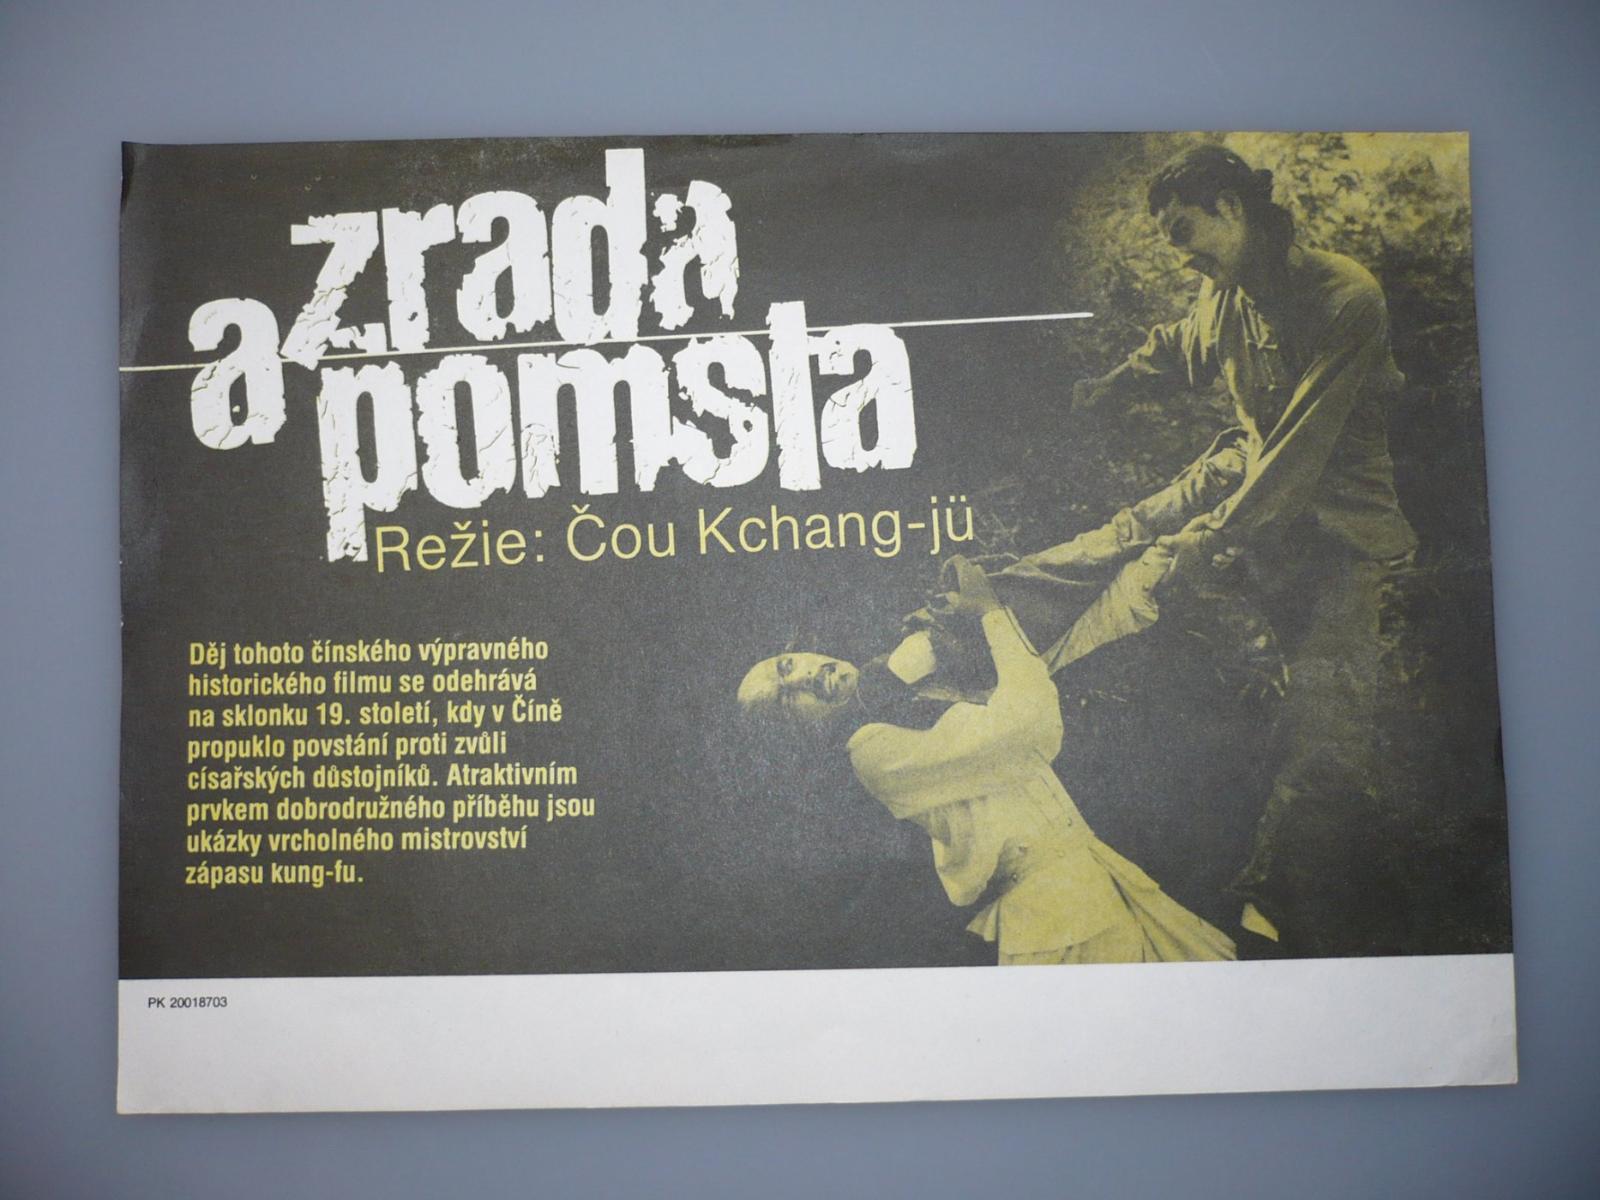 zrada
a pomsta
Režie: Čou Kchang-jü
Děj tohoto čínského výpravného
historického filmu se odehrává
na sklonku 19. století, kdy v Číně
propuklo povstání proti zvůli
císařských důstojníků. Atraktivním
prvkem dobrodružného příběhu jsou
ukázky vrcholného mistrovství
zápasu kung-fu.
PK 20018703